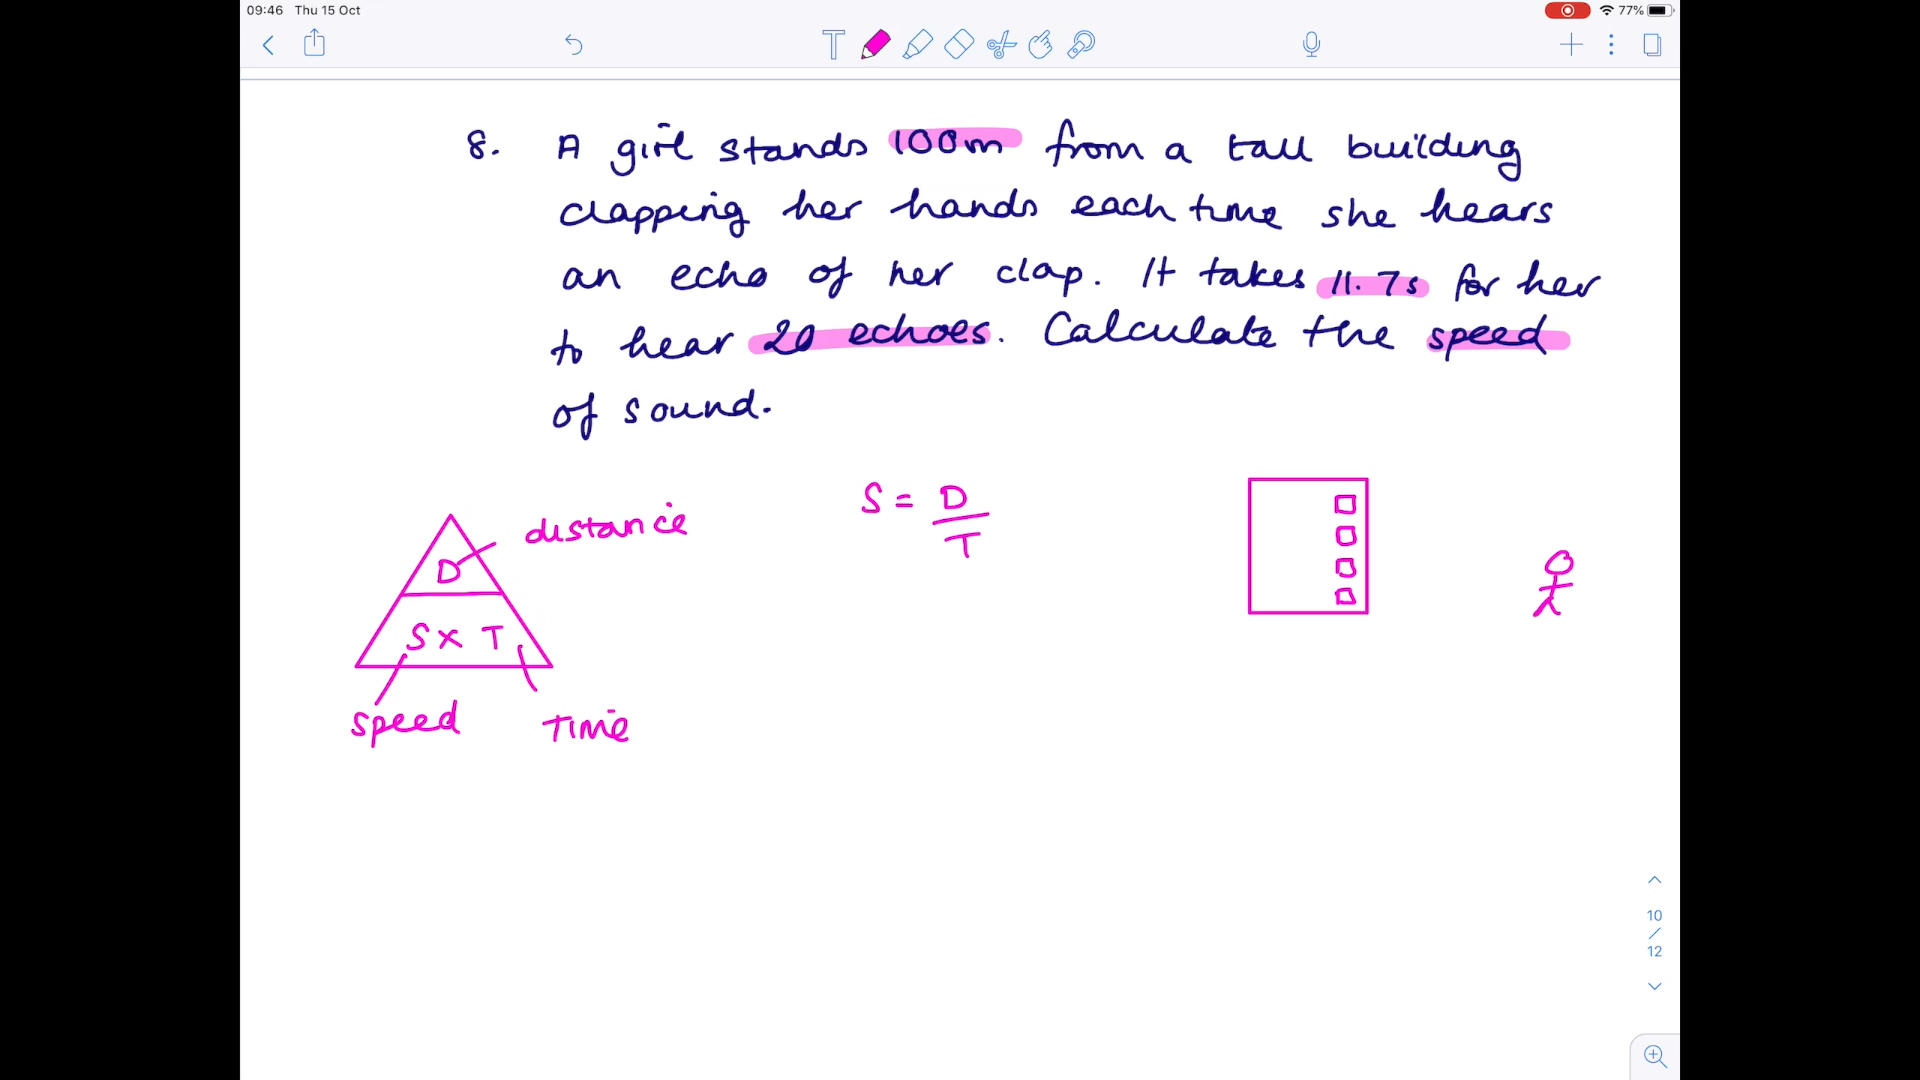 09:46 Thu 15 Oct
77%
T
8. A girl stands 100m from a tall building
clapping her hands each time she hears
an echo of her clap. It takes 11.7s for her
to hear 20 echoes. Calculate the speed
of sound.
distance
D
S x T
speed
Time
S = D
T
10
/
12